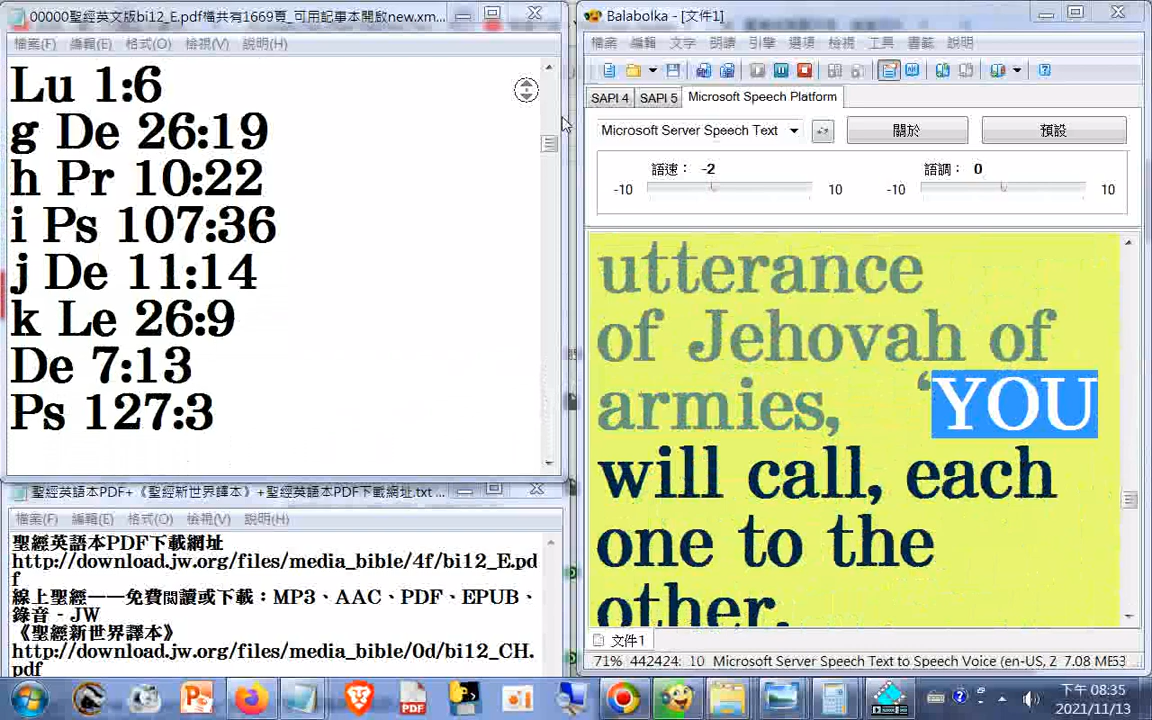 00000聖經英文版bi12_E.pdf檔共有1669頁_可用記事本開啟new.xm...
檔案(F) 編輯(E) 格式(O) 檢視(V) 說明(H)
Lu 1:6
g De 26:19
h Pr 10:22
i Ps 107:36
j De 11:14
k Le 26:9
De 7:13
Ps 127:3
聖經英語本PDF+《聖經新世界譯本》+聖經英語本PDF下載網址.txt ...
檔案(F) 編輯(E) 格式(O) 檢視(V) 說明(H)
聖經英語本PDF下載網址
http://download.jw.org/files/media_bible/4f/bi12_E.pd
f
線上聖經——免費閱讀或下載：MP3、AAC、PDF、EPUB、
錄音 - JW
《聖經新世界譯本》
http://download.jw.org/files/media_bible/0d/bi12_CH.
pdf
Balabolka - [文件1]
檔案 編輯 文字 朗讀 引擎 選項 檢視 工具 書籤 說明
SAPI 4 SAPI 5 Microsoft Speech Platform
Microsoft Server Speech Text 關於 預設
語速： -2 語調： 0
-10 10 -10 10
utterance
of Jehovah of
armies, ‘YOU
will call, each
one to the
other.
文件1
71% 442424: 10 Microsoft Server Speech Text to Speech Voice (en-US, Z 7.08 ME53
下午 08:35
2021/11/13